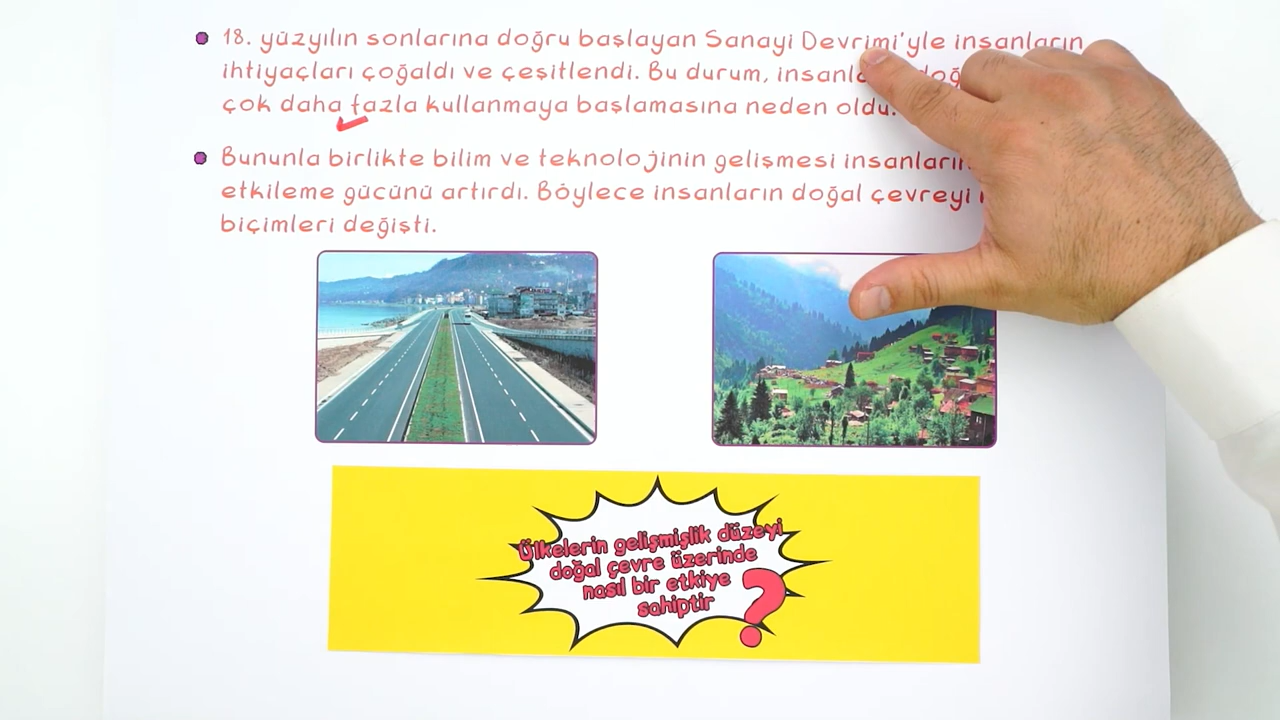 18. yüzyılın sonlarına doğru başlayan Sanayi Devrimi'yle insanların
ihtiyaçları çoğaldı ve çeşitlendi. Bu durum,
çok daha fazla kullanmaya başlamasına neden oldu.
Bununla birlikte bilim ve teknolojinin gelişmesi
etkileme gücünü artırdı. Böylece insanların doğal çevreyi
biçimleri değişti.
Ülkelerin gelişmişlik düzeyi
doğal çevre üzerinde
nasıl bir etkiye
sahiptir
?